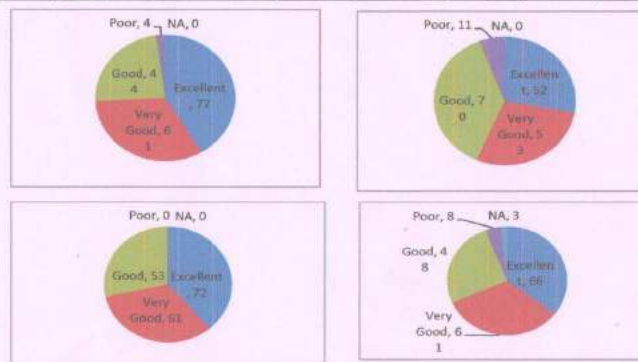 Poor, 4
NA, 0
Good, 4
4
Excellent
, 77
Very
Good, 6
1
Poor, 11
NA, 0
Excellen
t, 52
Good, 7
0
Very
Good, 5
3
Poor, 0
NA, 0
Good, 53
Excellent
, 72
Very
Good, 61
Poor, 8
NA, 3
Good, 4
8
Excellen
t, 66
Very
Good, 6
1